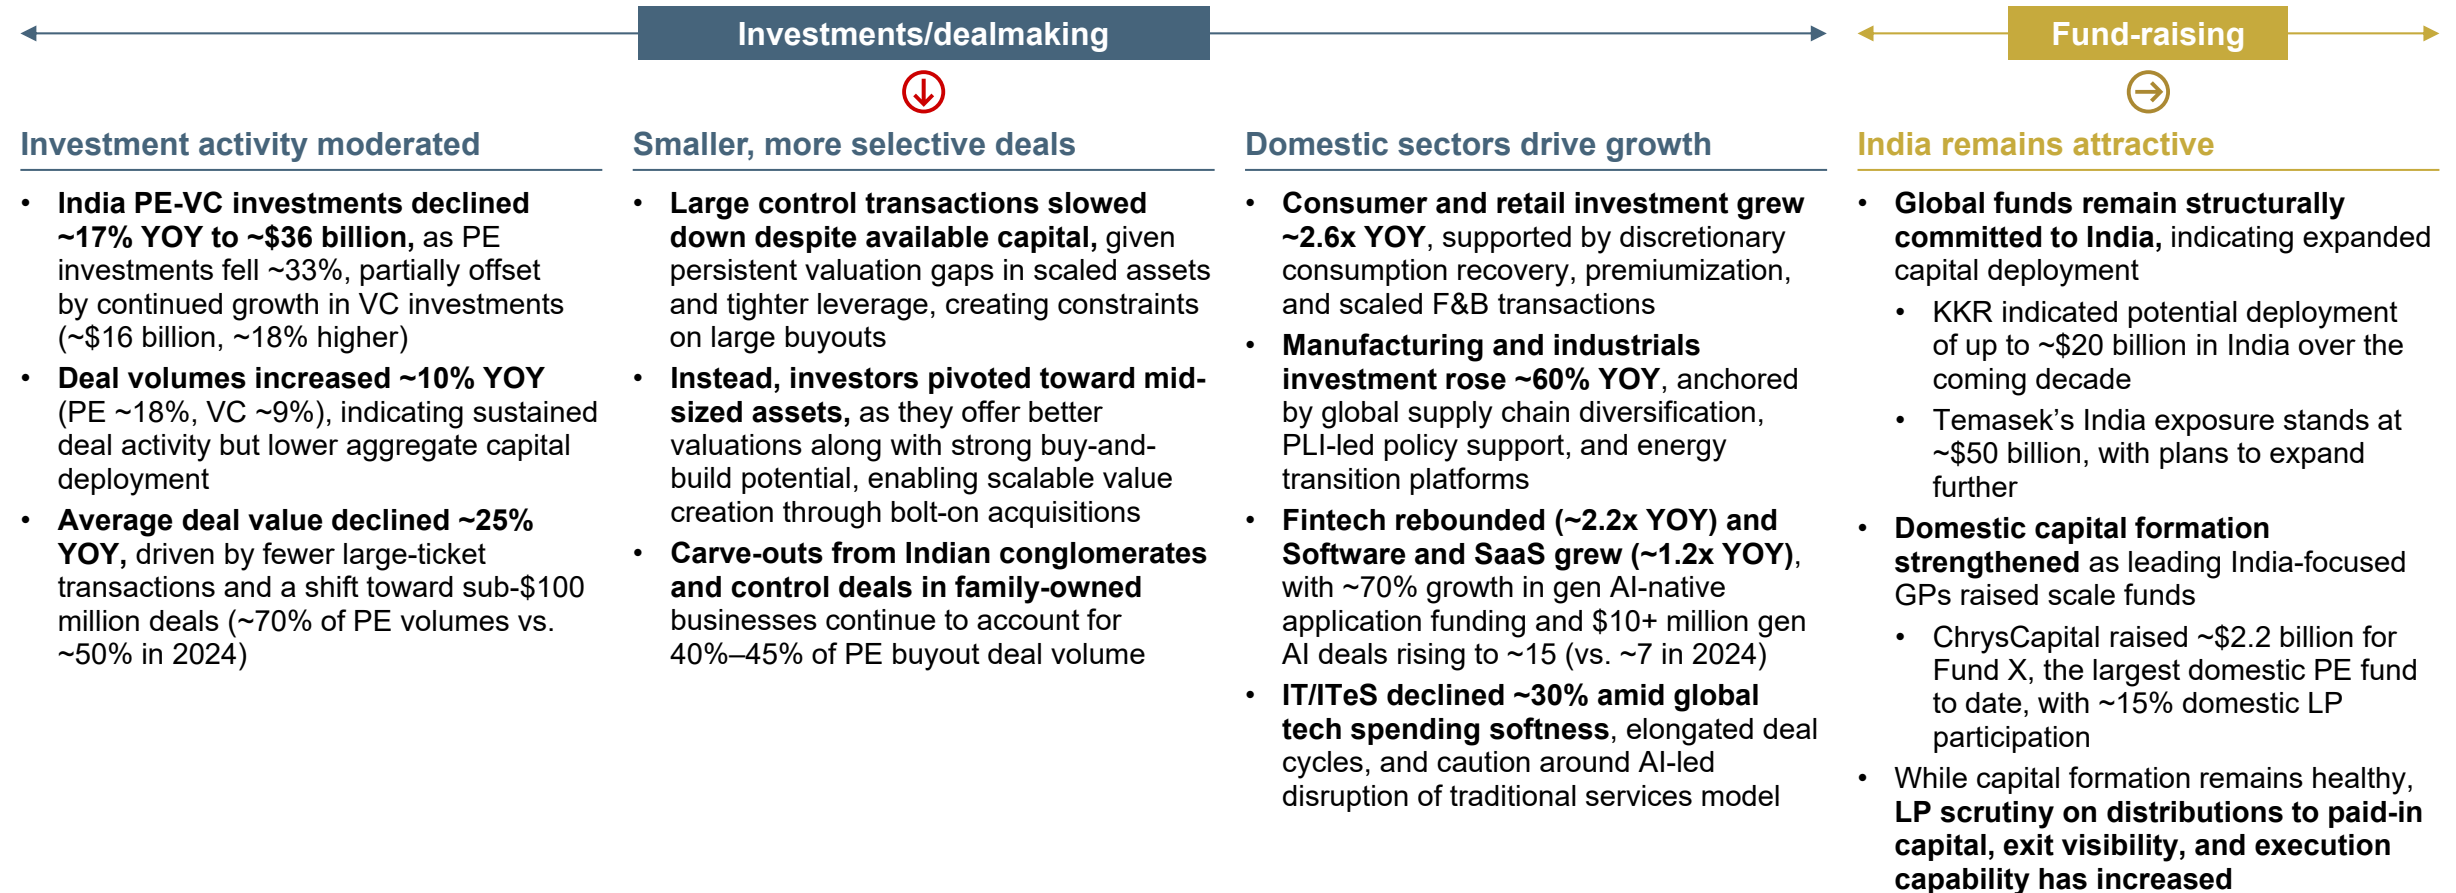 Investments/dealmaking
Fund-raising
Investment activity moderated
• India PE-VC investments declined
~17% YOY to ~$36 billion, as PE
investments fell ~33%, partially offset
by continued growth in VC investments
(~$16 billion, ~18% higher)
• Deal volumes increased ~10% YOY
(PE ~18%, VC ~9%), indicating sustained
deal activity but lower aggregate capital
deployment
• Average deal value declined ~25%
YOY, driven by fewer large-ticket
transactions and a shift toward sub-$100
million deals (~70% of PE volumes vs.
~50% in 2024)
Smaller, more selective deals
• Large control transactions slowed
down despite available capital, given
persistent valuation gaps in scaled assets
and tighter leverage, creating constraints
on large buyouts
• Instead, investors pivoted toward mid-
sized assets, as they offer better
valuations along with strong buy-and-
build potential, enabling scalable value
creation through bolt-on acquisitions
• Carve-outs from Indian conglomerates
and control deals in family-owned
businesses continue to account for
40%–45% of PE buyout deal volume
Domestic sectors drive growth
• Consumer and retail investment grew
~2.6x YOY, supported by discretionary
consumption recovery, premiumization,
and scaled F&B transactions
• Manufacturing and industrials
investment rose ~60% YOY, anchored
by global supply chain diversification,
PLI-led policy support, and energy
transition platforms
• Fintech rebounded (~2.2x YOY) and
Software and SaaS grew (~1.2x YOY),
with ~70% growth in gen AI-native
application funding and $10+ million gen
AI deals rising to ~15 (vs. ~7 in 2024)
• IT/ITeS declined ~30% amid global
tech spending softness, elongated deal
cycles, and caution around AI-led
disruption of traditional services model
India remains attractive
• Global funds remain structurally
committed to India, indicating expanded
capital deployment
• KKR indicated potential deployment
of up to ~$20 billion in India over the
coming decade
• Temasek’s India exposure stands at
~$50 billion, with plans to expand
further
• Domestic capital formation
strengthened as leading India-focused
GPs raised scale funds
• ChrysCapital raised ~$2.2 billion for
Fund X, the largest domestic PE fund
to date, with ~15% domestic LP
participation
• While capital formation remains healthy,
LP scrutiny on distributions to paid-in
capital, exit visibility, and execution
capability has increased